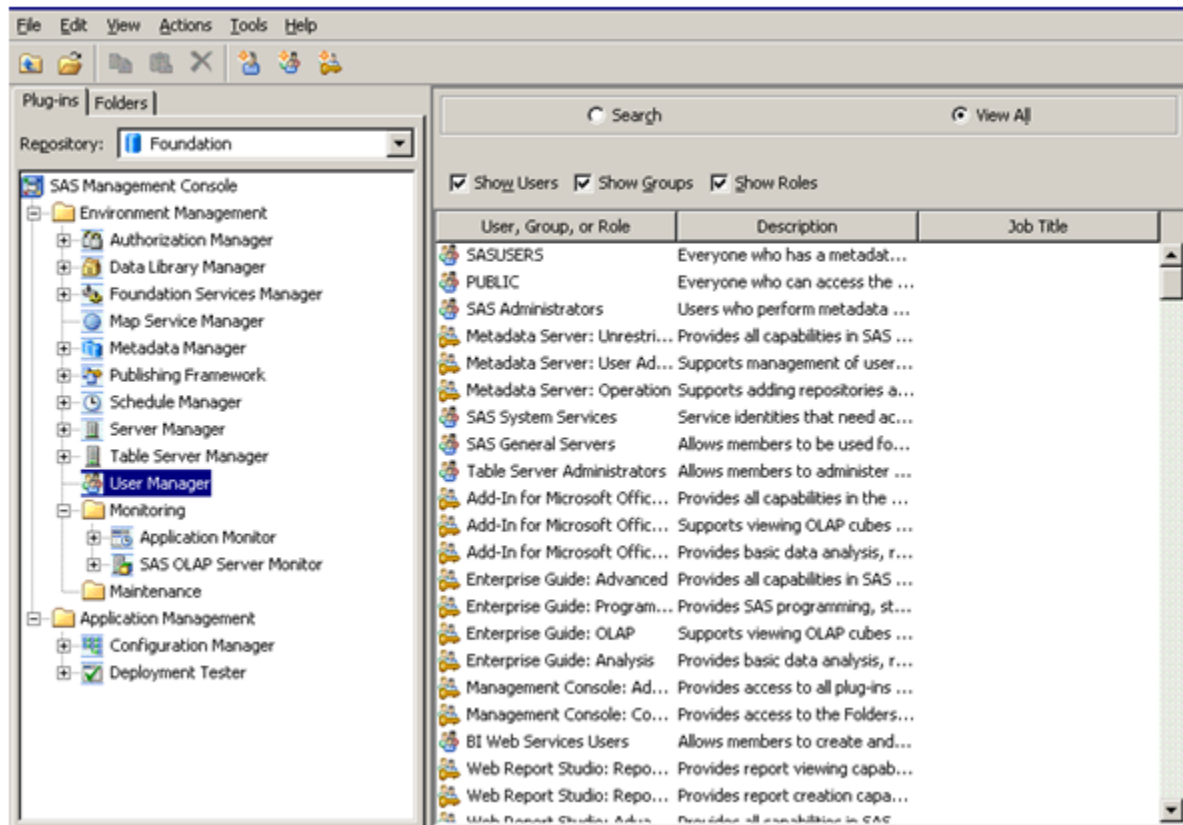 File Edit View Actions Tools Help
Plug-ins Folders
Repository: Foundation
SAS Management Console
Environment Management
Authorization Manager
Data Library Manager
Foundation Services Manager
Map Service Manager
Metadata Manager
Publishing Framework
Schedule Manager
Server Manager
Table Server Manager
User Manager
Monitoring
Application Monitor
SAS OLAP Server Monitor
Maintenance
Application Management
Configuration Manager
Deployment Tester
Search View All
Show Users Show Groups Show Roles
User, Group, or Role Description Job Title
SASUSERS Everyone who has a metadat...
PUBLIC Everyone who can access the ...
SAS Administrators Users who perform metadata ...
Metadata Server: Unrestri... Provides all capabilities in SAS ...
Metadata Server: User Ad... Supports management of user...
Metadata Server: Operation Supports adding repositories a...
SAS System Services Service identities that need ac...
SAS General Servers Allows members to be used fo...
Table Server Administrators Allows members to administer ...
Add-In for Microsoft Offic... Provides all capabilities in the ...
Add-In for Microsoft Offic... Supports viewing OLAP cubes ...
Add-In for Microsoft Offic... Provides basic data analysis, r...
Enterprise Guide: Advanced Provides all capabilities in SAS ...
Enterprise Guide: Program... Provides SAS programming, st...
Enterprise Guide: OLAP Supports viewing OLAP cubes ...
Enterprise Guide: Analysis Provides basic data analysis, r...
Management Console: Ad... Provides access to all plug-ins ...
Management Console: Co... Provides access to the Folders...
BI Web Services Users Allows members to create and...
Web Report Studio: Repo... Provides report viewing capab...
Web Report Studio: Repo... Provides report creation capa...
Web Report Studio: Adva... Provides all capabilities in SAS ...